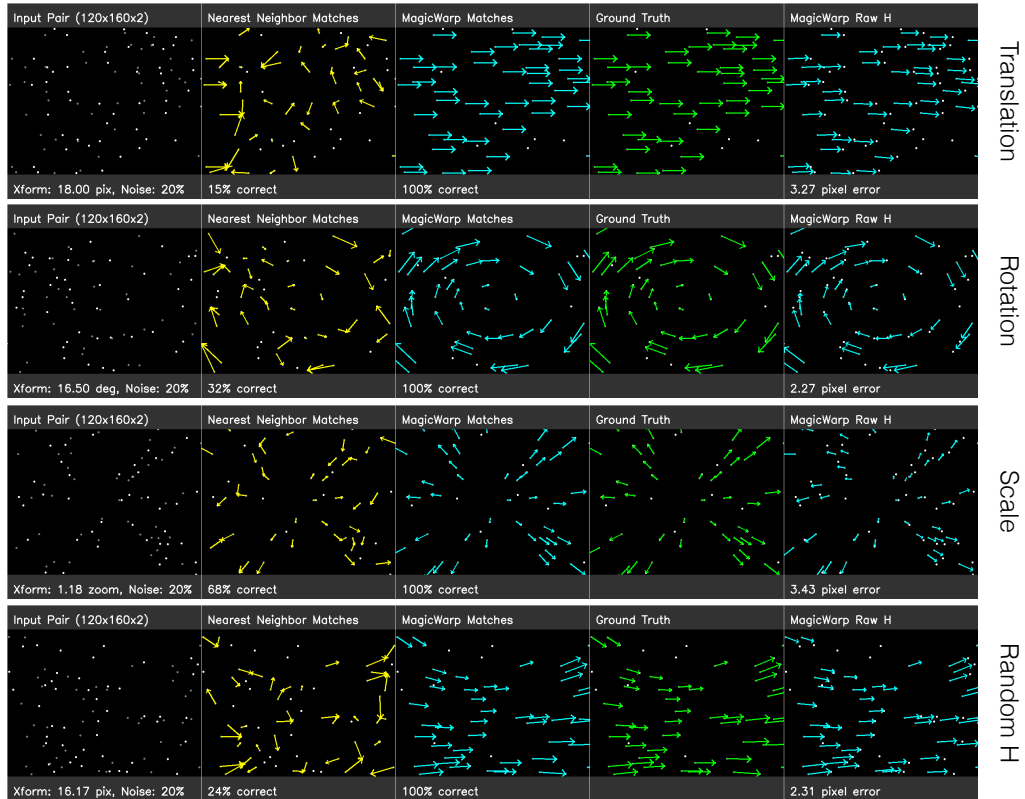 Input Pair (120x160x2) Nearest Neighbor Matches MagicWarp Matches Ground Truth MagicWarp Raw H
Translation
Xform: 18.00 pix, Noise: 20% 15% correct 100% correct 3.27 pixel error
Input Pair (120x160x2) Nearest Neighbor Matches MagicWarp Matches Ground Truth MagicWarp Raw H
Rotation
Xform: 16.50 deg, Noise: 20% 32% correct 100% correct 2.27 pixel error
Input Pair (120x160x2) Nearest Neighbor Matches MagicWarp Matches Ground Truth MagicWarp Raw H
Scale
Xform: 1.18 zoom, Noise: 20% 68% correct 100% correct 3.43 pixel error
Input Pair (120x160x2) Nearest Neighbor Matches MagicWarp Matches Ground Truth MagicWarp Raw H
Random H
Xform: 16.17 pix, Noise: 20% 24% correct 100% correct 2.31 pixel error